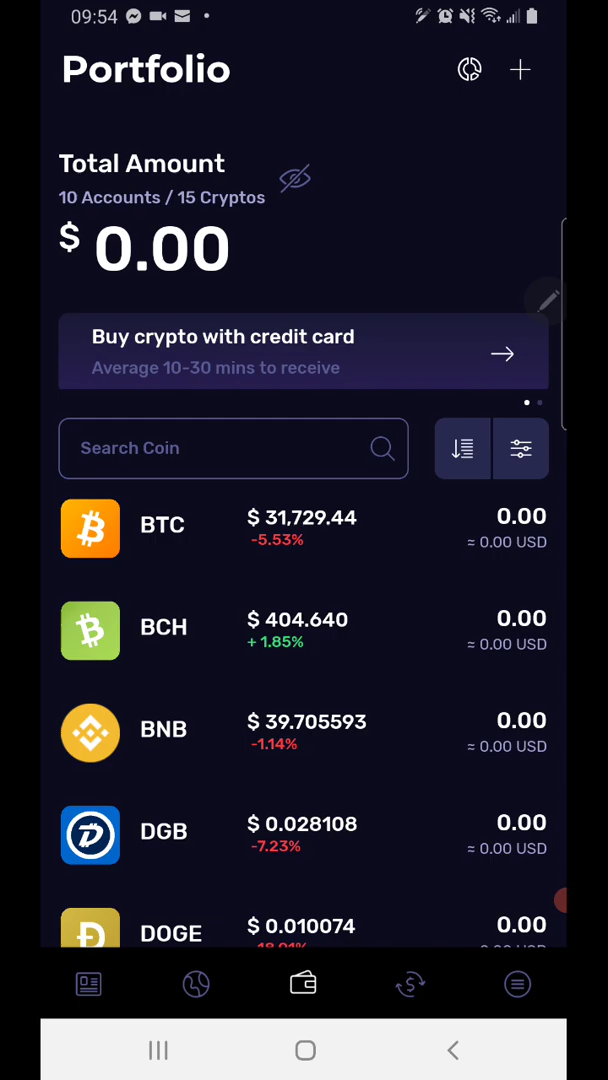 09:54
Portfolio
Total Amount
10 Accounts / 15 Cryptos
$ 0.00
Buy crypto with credit card
Average 10-30 mins to receive
Search Coin
BTC $ 31,729.44 0.00
-5.53% ≈ 0.00 USD
BCH $ 404.640 0.00
+ 1.85% ≈ 0.00 USD
BNB $ 39.705593 0.00
-1.14% ≈ 0.00 USD
DGB $ 0.028108 0.00
-7.23% ≈ 0.00 USD
DOGE $ 0.010074 0.00